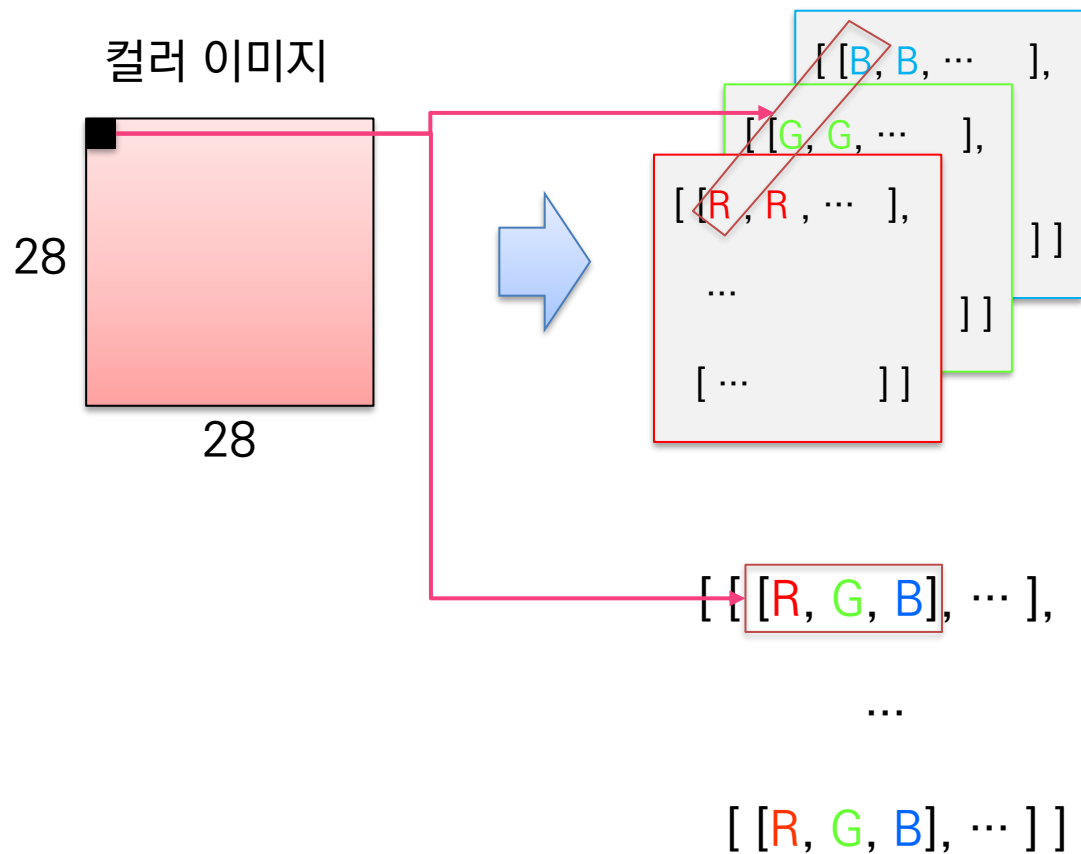 컬러 이미지
28
28
[ [B, B, ⋯ ],
] ]
[ [G, G, ⋯ ],
] ]
[ [R , R , ⋯ ],
⋯
[ ⋯ ] ]
[ [ [R, G, B], ⋯ ],
⋯
[ [R, G, B], ⋯ ] ]